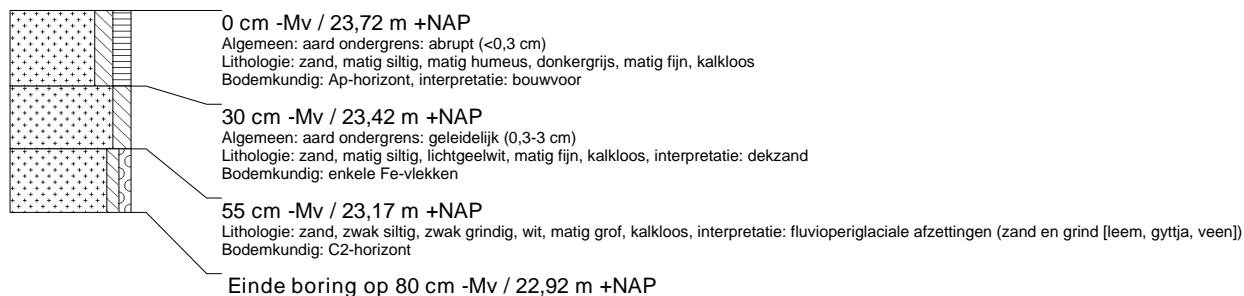 0 cm -Mv / 23,72 m +NAP
Algemeen: aard ondergrens: abrupt (<0,3 cm)
Lithologie: zand, matig siltig, matig humeus, donkergrijs, matig fijn, kalkloos
Bodemkundig: Ap-horizont, interpretatie: bouwvoor
30 cm -Mv / 23,42 m +NAP
Algemeen: aard ondergrens: geleidelijk (0,3-3 cm)
Lithologie: zand, matig siltig, lichtgeelwit, matig fijn, kalkloos, interpretatie: dekzand
Bodemkundig: enkele Fe-vlekken
55 cm -Mv / 23,17 m +NAP
Lithologie: zand, zwak siltig, zwak grindig, wit, matig grof, kalkloos, interpretatie: fluvioperiglaciale afzettingen (zand en grind [leem, gyttja, veen])
Bodemkundig: C2-horizont
Einde boring op 80 cm -Mv / 22,92 m +NAP